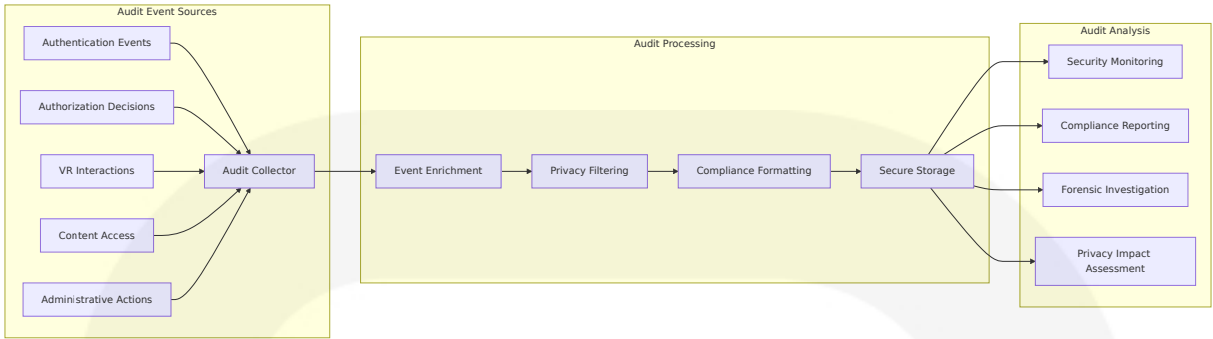 Audit Event Sources
Authentication Events
Authorization Decisions
VR Interactions
Content Access
Administrative Actions
Audit Collector
Audit Processing
Event Enrichment
Privacy Filtering
Compliance Formatting
Secure Storage
Audit Analysis
Security Monitoring
Compliance Reporting
Forensic Investigation
Privacy Impact
Assessment